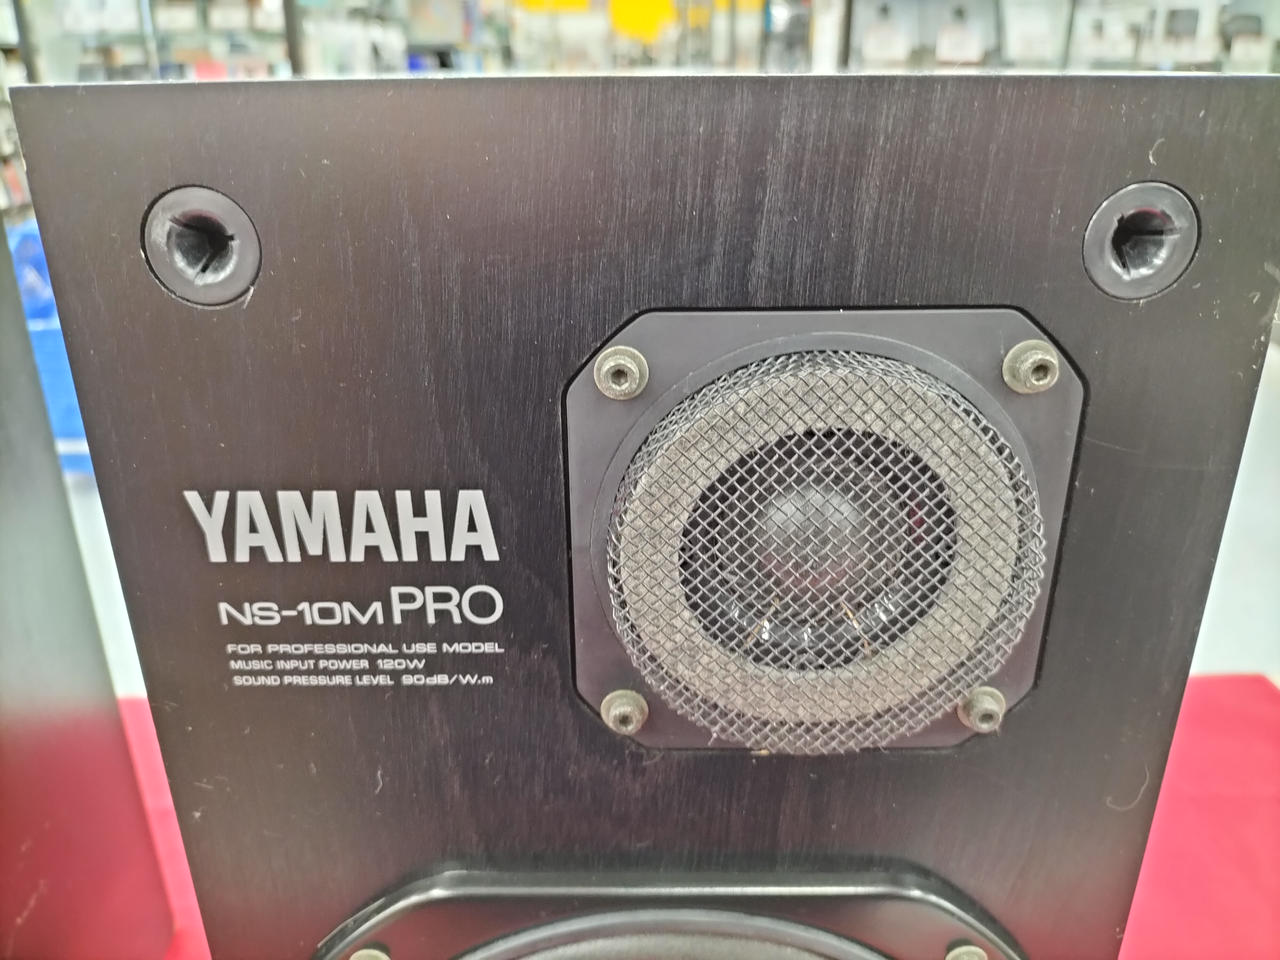 YAMAHA
NS-10M PRO
FOR PROFESSIONAL USE MODEL
MUSIC INPUT POWER 120W
SOUND PRESSURE LEVEL 90dB/W.m